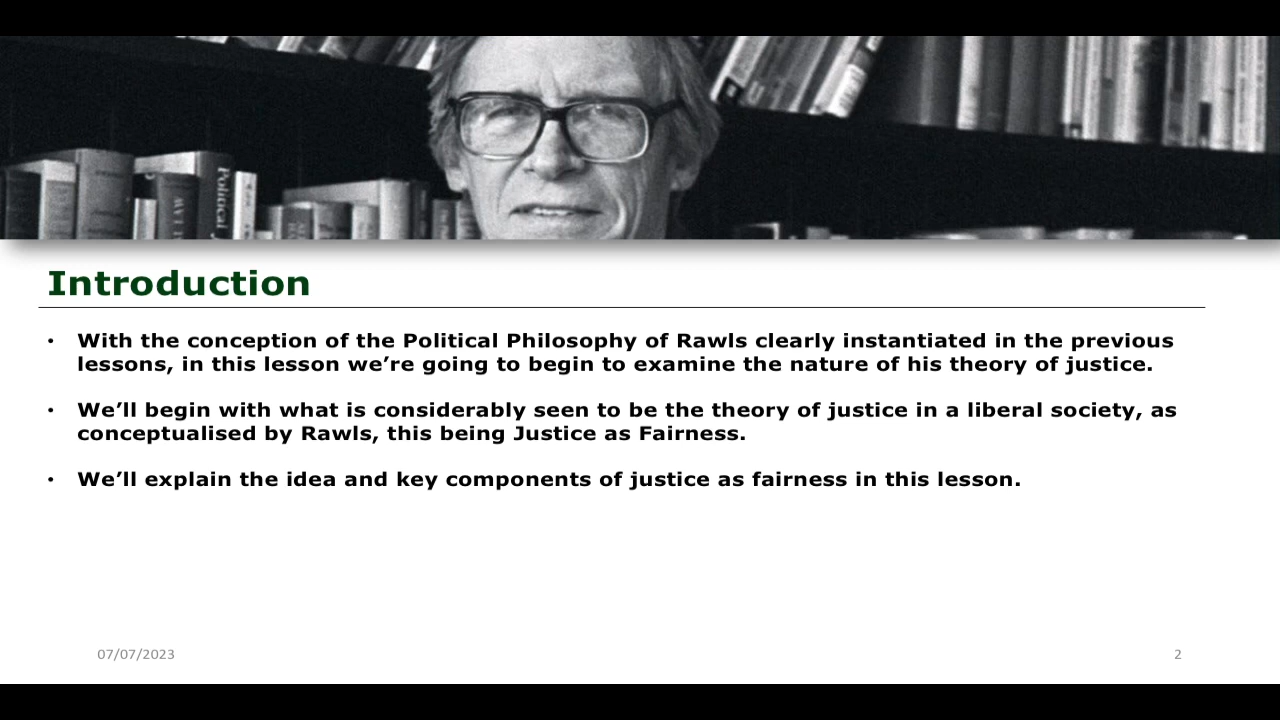 Political
LAW
Introduction
• With the conception of the Political Philosophy of Rawls clearly instantiated in the previous
lessons, in this lesson we’re going to begin to examine the nature of his theory of justice.
• We’ll begin with what is considerably seen to be the theory of justice in a liberal society, as
conceptualised by Rawls, this being Justice as Fairness.
• We’ll explain the idea and key components of justice as fairness in this lesson.
07/07/2023
2